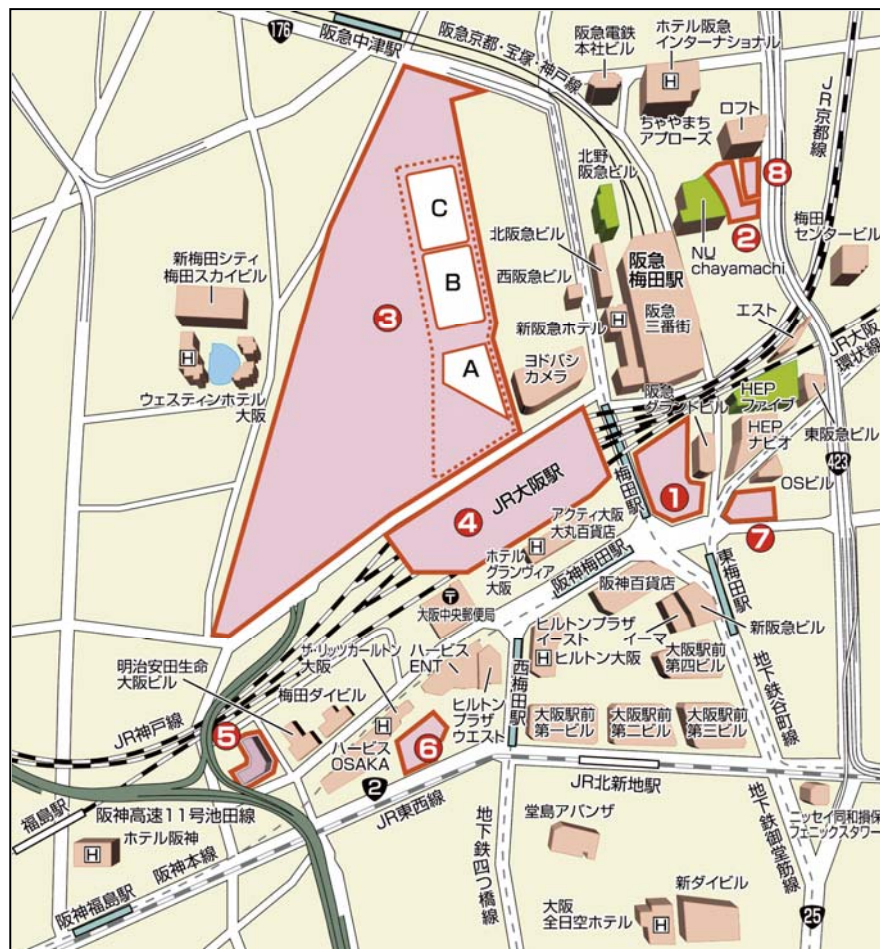 176
阪急中津駅
阪急京都・宝塚・神戸線
阪急電鉄
本社ビル
ホテル阪急
インターナショナル
H
ちゃやまち
アプローズ
ロフト
JR京都線
北野
阪急ビル
8
2
NU
chayamachi
梅田
センタービル
C
B
A
3
新梅田シティ
梅田スカイビル
H
ウェスティンホテル
大阪
北阪急ビル
西阪急ビル
阪急
梅田駅
新阪急ホテル
H
阪急
三番街
ヨドバシ
カメラ
エスト
JR大阪
環状線
阪急
グランドビル
HEP
ファイブ
HEP
ナビオ
東阪急ビル
423
OSビル
梅田駅
1
7
JR大阪駅
4
アクティ大阪
大丸百貨店
H
ホテル
グランヴィア
大阪
阪神梅田駅
阪神百貨店
東梅田駅
〒
大阪中央郵便局
ヒルトンプラザ
イースト
イーマ
新阪急ビル
H
ヒルトン大阪
大阪駅前
第四ビル
西梅田駅
明治安田生命
大阪ビル
ザ・リッツカールトン
大阪
ハービス
ENT
梅田ダイビル
ヒルトン
プラザ
ウエスト
大阪駅前
第一ビル
大阪駅前
第二ビル
大阪駅前
第三ビル
地下鉄谷町線
JR神戸線
5
H
ハービス
OSAKA
6
2
JR北新地駅
JR東西線
福島駅
阪神高速11号池田線
ホテル阪神
H
阪神本線
阪神福島駅
地下鉄四つ橋線
堂島アバンザ
ニッセイ同和損保
フェニックスタワー
地下鉄御堂筋線
新ダイビル
大阪
全日空ホテル
H
25